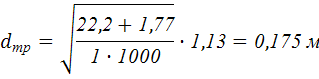 d_тр = √((22,2 + 1,77) / (1 · 1000)) · 1,13 = 0,175 м